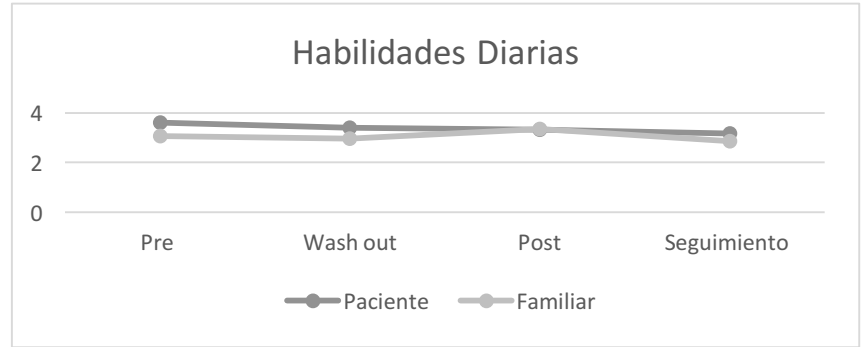 Habilidades Diarias
4
2
0
Pre Wash out Post Seguimiento
Paciente Familiar